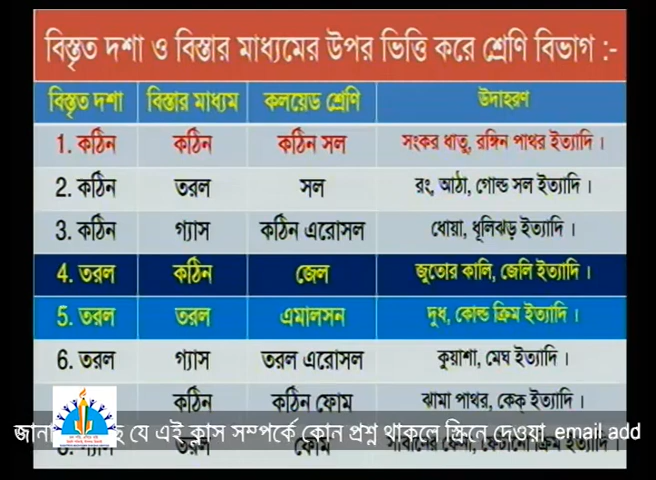 বিস্তৃত দশা ও বিস্তার মাধ্যমের উপর ভিত্তি করে শ্রেণি বিভাগ :-
বিস্তৃত দশা বিস্তার মাধ্যম কলয়েড শ্রেণি উদাহরণ
1. কঠিন কঠিন কঠিন সল সংকর ধাতু, রঙ্গিন পাথর ইত্যাদি।
2. কঠিন তরল সল রং, আঠা, গোল্ড সল ইত্যাদি।
3. কঠিন গ্যাস কঠিন এরোসল ধোয়া, ধূলিঝড় ইত্যাদি।
4. তরল কঠিন জেল জুতোর কালি, জেলি ইত্যাদি।
5. তরল তরল এমালসন দুধ, কোল্ড ক্রিম ইত্যাদি।
6. তরল গ্যাস তরল এরোসল কুয়াশা, মেঘ ইত্যাদি।
কঠিন কঠিন ফোম ঝামা পাথর, কেক্ ইত্যাদি।
যে এই ক্লাস সম্পর্কে কোন প্রশ্ন থাকলে স্ক্রিনে দেওয়া email add
তরল ফোম